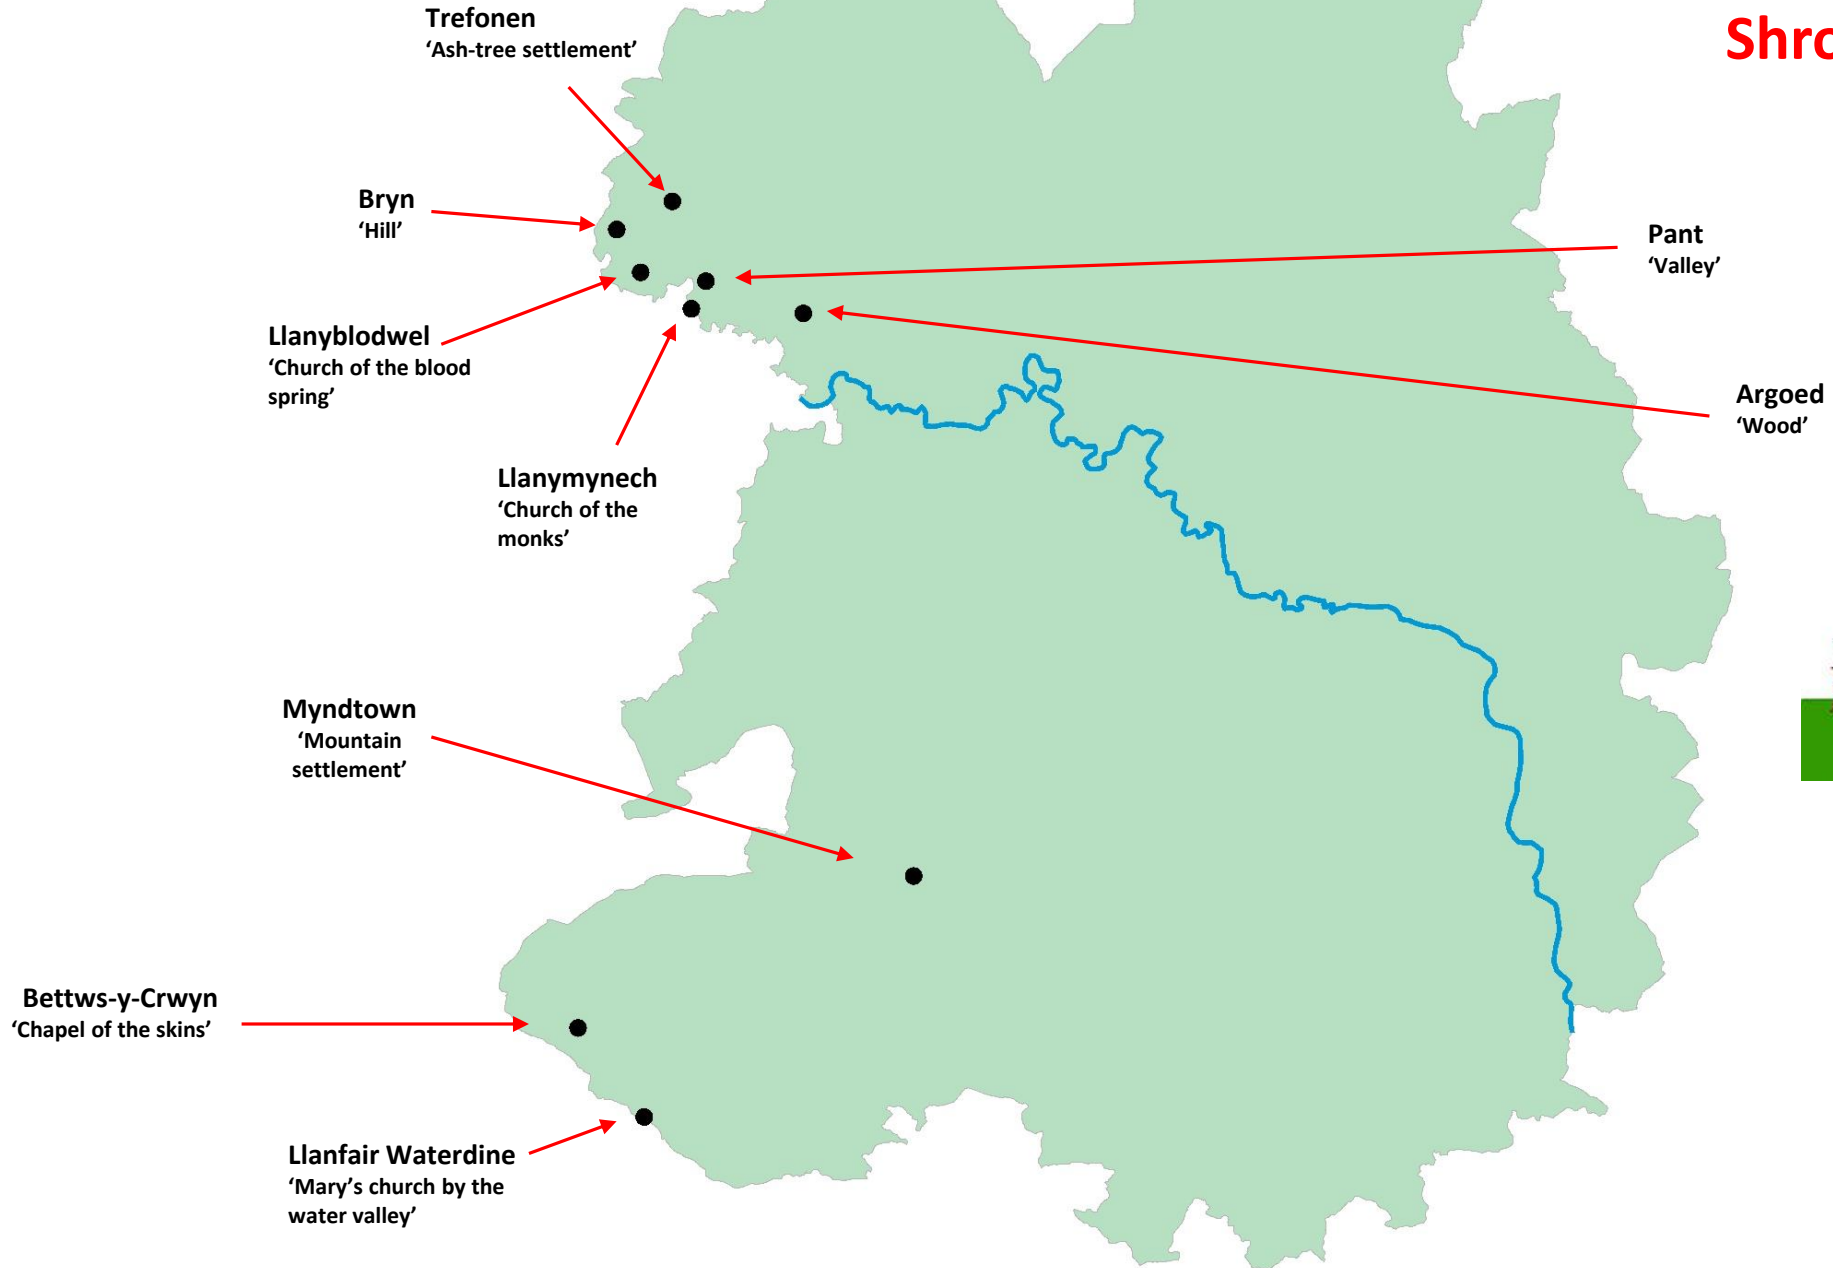 Trefonen
‘Ash-tree settlement’
Shro
Bryn
‘Hill’
Pant
‘Valley’
Llanyblodwel
‘Church of the blood
spring’
Argoed
‘Wood’
Llanymynech
‘Church of the
monks’
Myndtown
‘Mountain
settlement’
Bettws-y-Crwyn
‘Chapel of the skins’
Llanfair Waterdine
‘Mary’s church by the
water valley’